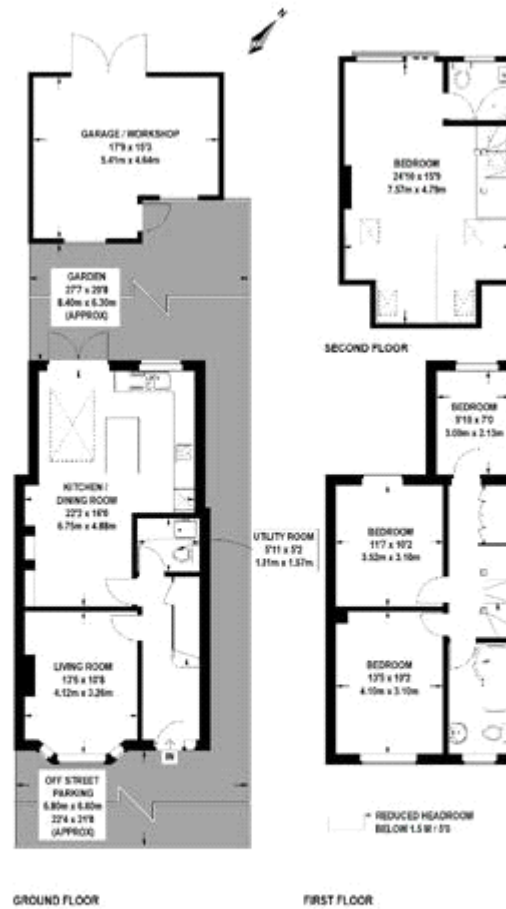 N
GARAGE / WORKSHOP
17'9 x 15'3
5.41m x 4.64m
GARDEN
27'7 x 20'8
8.40m x 6.30m
(APPROX)
KITCHEN /
DINING ROOM
22'2 x 16'0
6.75m x 4.88m
UTILITY ROOM
5'11 x 5'2
1.81m x 1.57m
LIVING ROOM
13'6 x 10'8
4.12m x 3.26m
IN
OFF STREET
PARKING
6.80m x 6.60m
22'4 x 21'8
(APPROX)
GROUND FLOOR
BEDROOM
24'10 x 15'9
7.57m x 4.79m
SECOND FLOOR
BEDROOM
9'10 x 7'0
3.00m x 2.13m
BEDROOM
11'7 x 10'2
3.52m x 3.10m
BEDROOM
13'5 x 10'2
4.10m x 3.10m
REDUCED HEADROOM
BELOW 1.5 M / 5'0
FIRST FLOOR